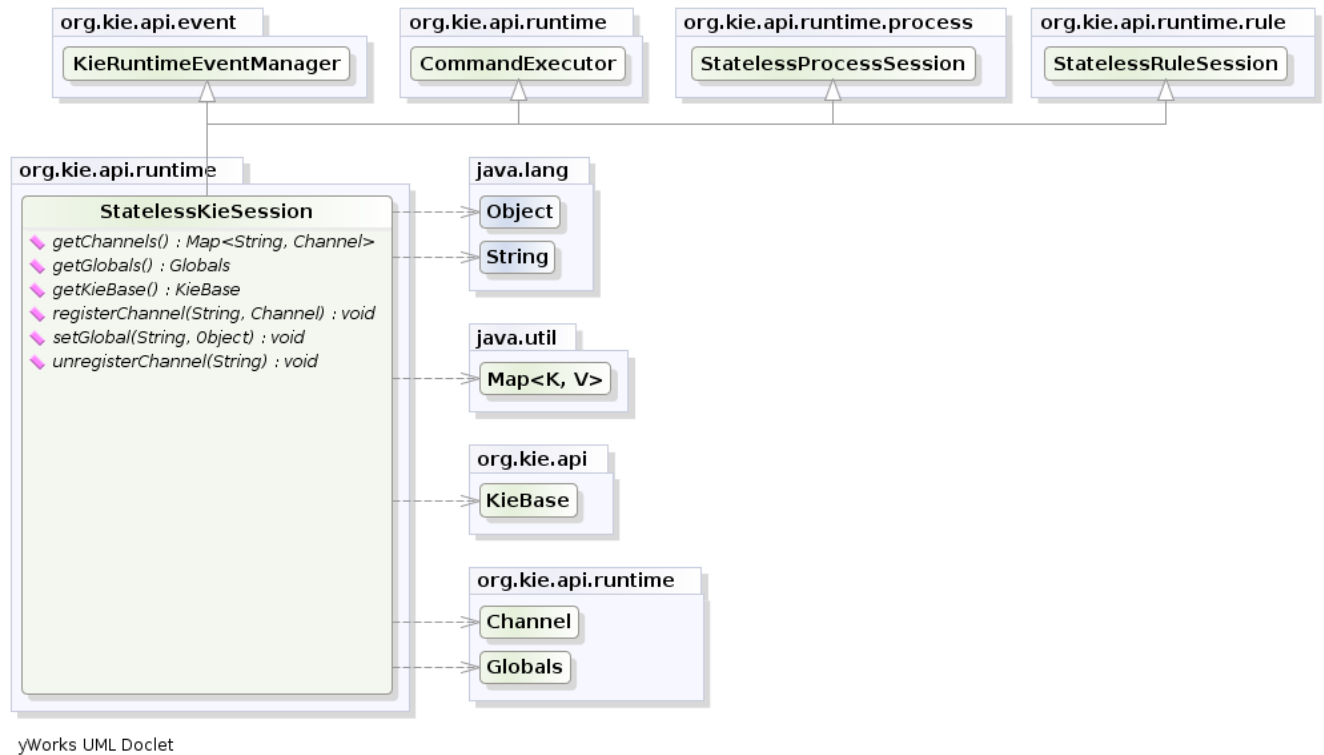 org.kie.api.event
KieRuntimeEventManager
org.kie.api.runtime
CommandExecutor
org.kie.api.runtime.process
StatelessProcessSession
org.kie.api.runtime.rule
StatelessRuleSession
org.kie.api.runtime
StatelessKieSession
getChannels() : Map<String, Channel>
getGlobals() : Globals
getKieBase() : KieBase
registerChannel(String, Channel) : void
setGlobal(String, Object) : void
unregisterChannel(String) : void
java.lang
Object
String
java.util
Map<K, V>
org.kie.api
KieBase
org.kie.api.runtime
Channel
Globals
yWorks UML Doclet